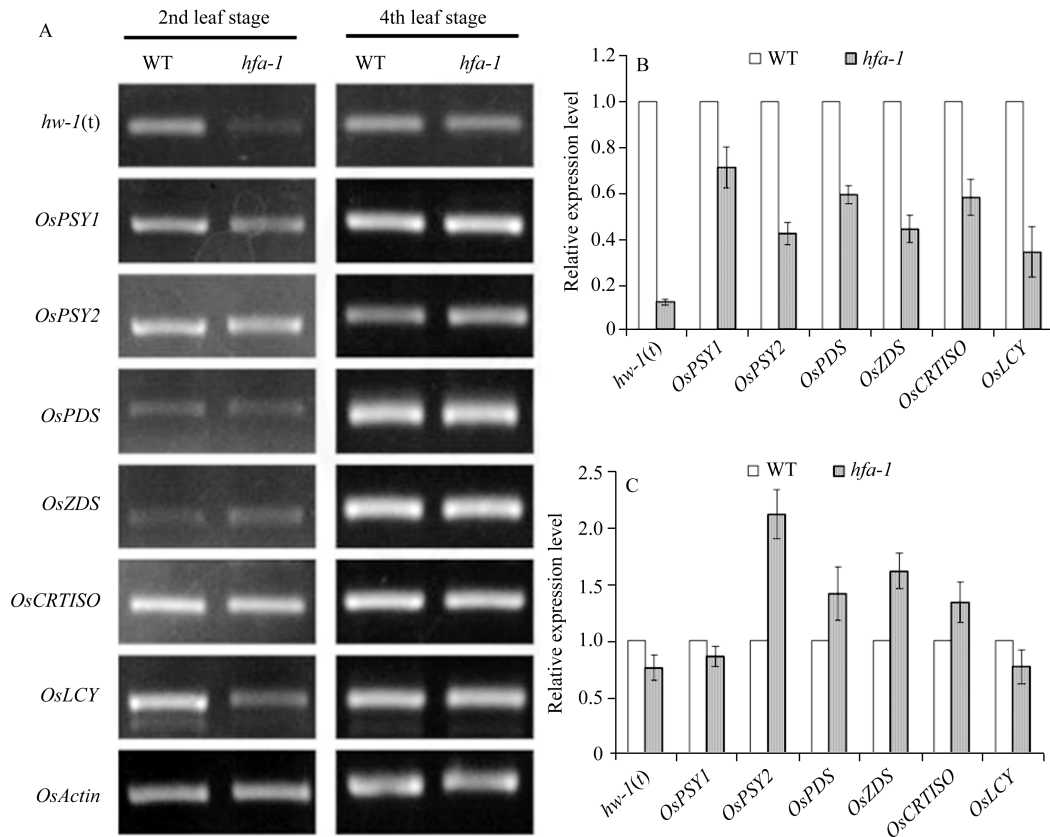 A
2nd leaf stage
4th leaf stage
WT
hfa-1
WT
hfa-1
hw-1(t)
OsPSY1
OsPSY2
OsPDS
OsZDS
OsCRTISO
OsLCY
OsActin
B
WT
hfa-1
Relative expression level
1.2
1.0
0.8
0.6
0.4
0.2
0
hw-1(t)
OsPSY1
OsPSY2
OsPDS
OsZDS
OsCRTISO
OsLCY
C
WT
hfa-1
Relative expression level
2.5
2.0
1.5
1.0
0.5
0
hw-1(t)
OsPSY1
OsPSY2
OsPDS
OsZDS
OsCRTISO
OsLCY